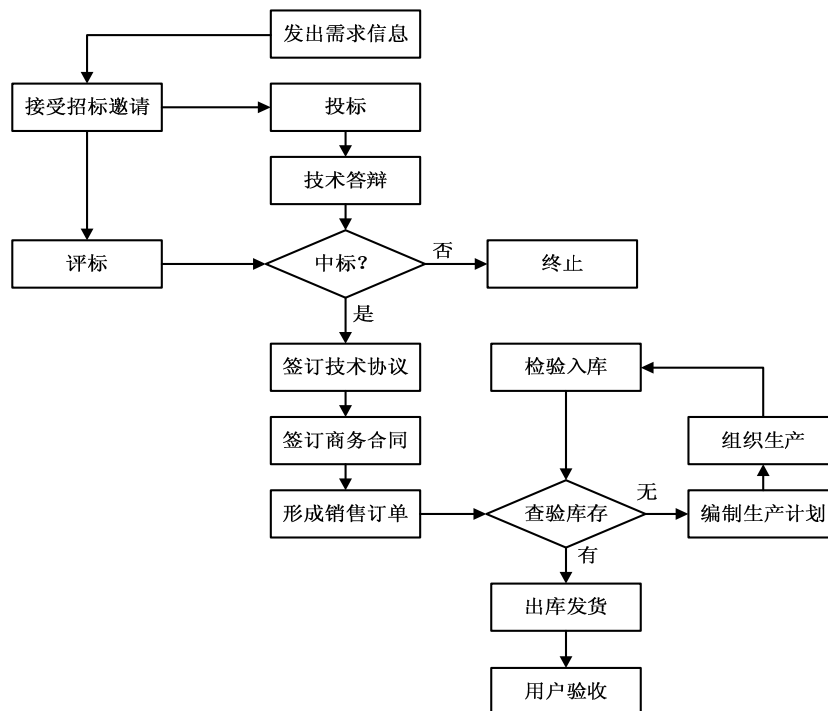 发出需求信息
接受招标邀请
投标
技术答辩
评标
中标?
否
终止
是
签订技术协议
检验入库
签订商务合同
组织生产
形成销售订单
查验库存
无
编制生产计划
有
出库发货
用户验收